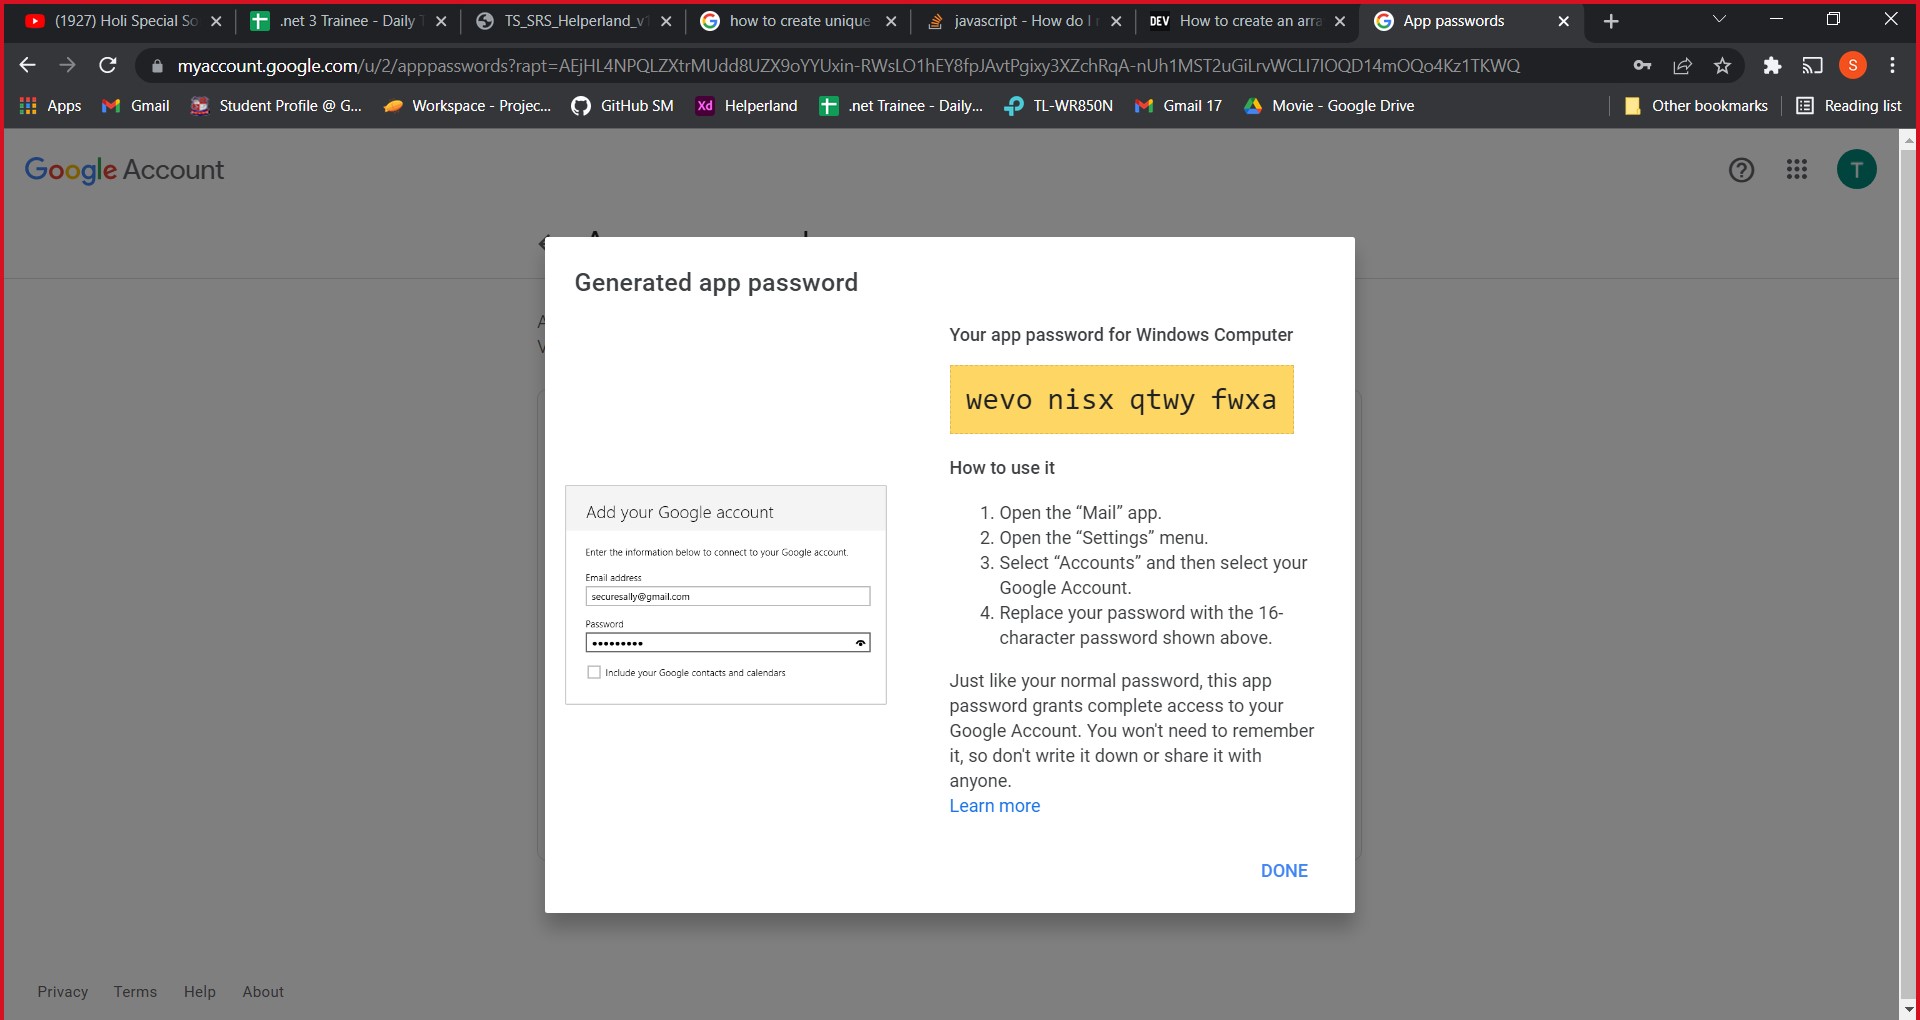 (1927) Holi Special So
.net 3 Trainee - Daily T
TS_SRS_Helperland_v1
how to create unique
javascript - How do I r
DEV How to create an arra
App passwords
myaccount.google.com/u/2/apppasswords?rapt=AEjHL4NPQLZXtrMUdd8UZX9oYYUxin-RWsLO1hEY8fpJAvtPgixy3XZchRqA-nUh1MST2uGiLrvWCLI7IOQD14mOQo4Kz1TKWQ
S
Apps
Gmail
Student Profile @ G...
Workspace - Projec...
GitHub SM
Xd Helperland
.net Trainee - Daily...
TL-WR850N
Gmail 17
Movie - Google Drive
Other bookmarks
Reading list
Google Account
T
Generated app password
Add your Google account
Enter the information below to connect to your Google account.
Email address
securesally@gmail.com
Password
Include your Google contacts and calendars
Your app password for Windows Computer
wevo nisx qtwy fwxa
How to use it
1. Open the “Mail” app.
2. Open the “Settings” menu.
3. Select “Accounts” and then select your
Google Account.
4. Replace your password with the 16-
character password shown above.
Just like your normal password, this app
password grants complete access to your
Google Account. You won't need to remember
it, so don't write it down or share it with
anyone.
Learn more
DONE
Privacy
Terms
Help
About